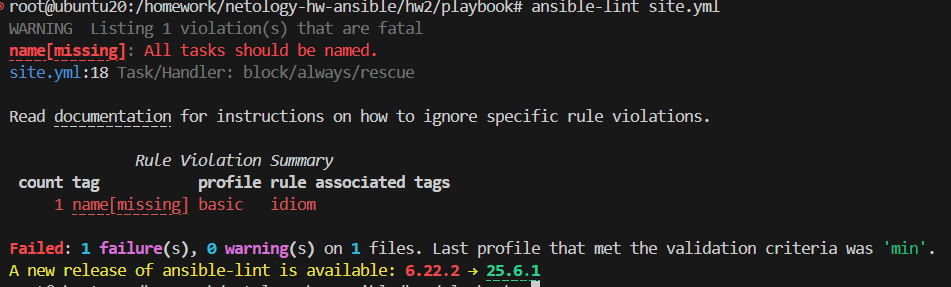 root@ubuntu20:/homework/netology-hw-ansible/hw2/playbook# ansible-lint site.yml
WARNING  Listing 1 violation(s) that are fatal
name[missing]: All tasks should be named.
site.yml:18 Task/Handler: block/always/rescue
Read documentation for instructions on how to ignore specific rule violations.
Rule Violation Summary
count tag profile rule associated tags
1 name[missing] basic idiom
Failed: 1 failure(s), 0 warning(s) on 1 files. Last profile that met the validation criteria was 'min'.
A new release of ansible-lint is available: 6.22.2 → 25.6.1